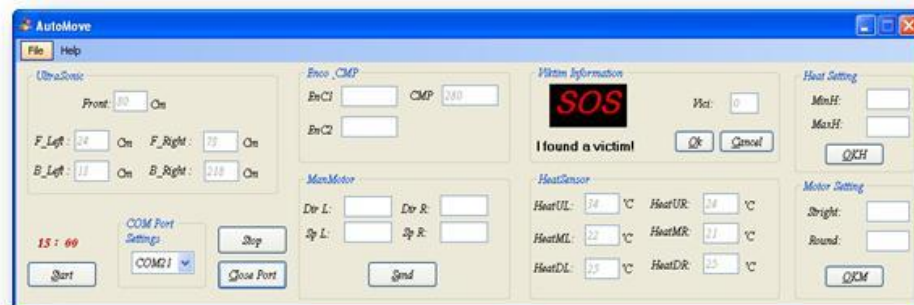 AutoMove
File Help
UltraSonic
Front: 80 Cm
F_Left : 24 Cm F_Right : 75 Cm
B_Left : Cm B_Right : 218 Cm
15 : 00
COM Port
Settings
COM21
Start
Stop
Close Port
Enco_CMP
EnC1 CMP 280
EnC2
ManMotor
Dir L: Dir R:
Sp L: Sp R:
Send
Viktim Information
SOS
I found a victim!
Vici: 0
Ok Cancel
HeatSensor
HeatUL: 34 °C HeatUR: 24 °C
HeatML: 22 °C HeatMR: 21 °C
HeatDL: 25 °C HeatDR: 25 °C
Heat Setting
MinH:
MaxH:
OKH
Motor Setting
Stright:
Round:
OKM